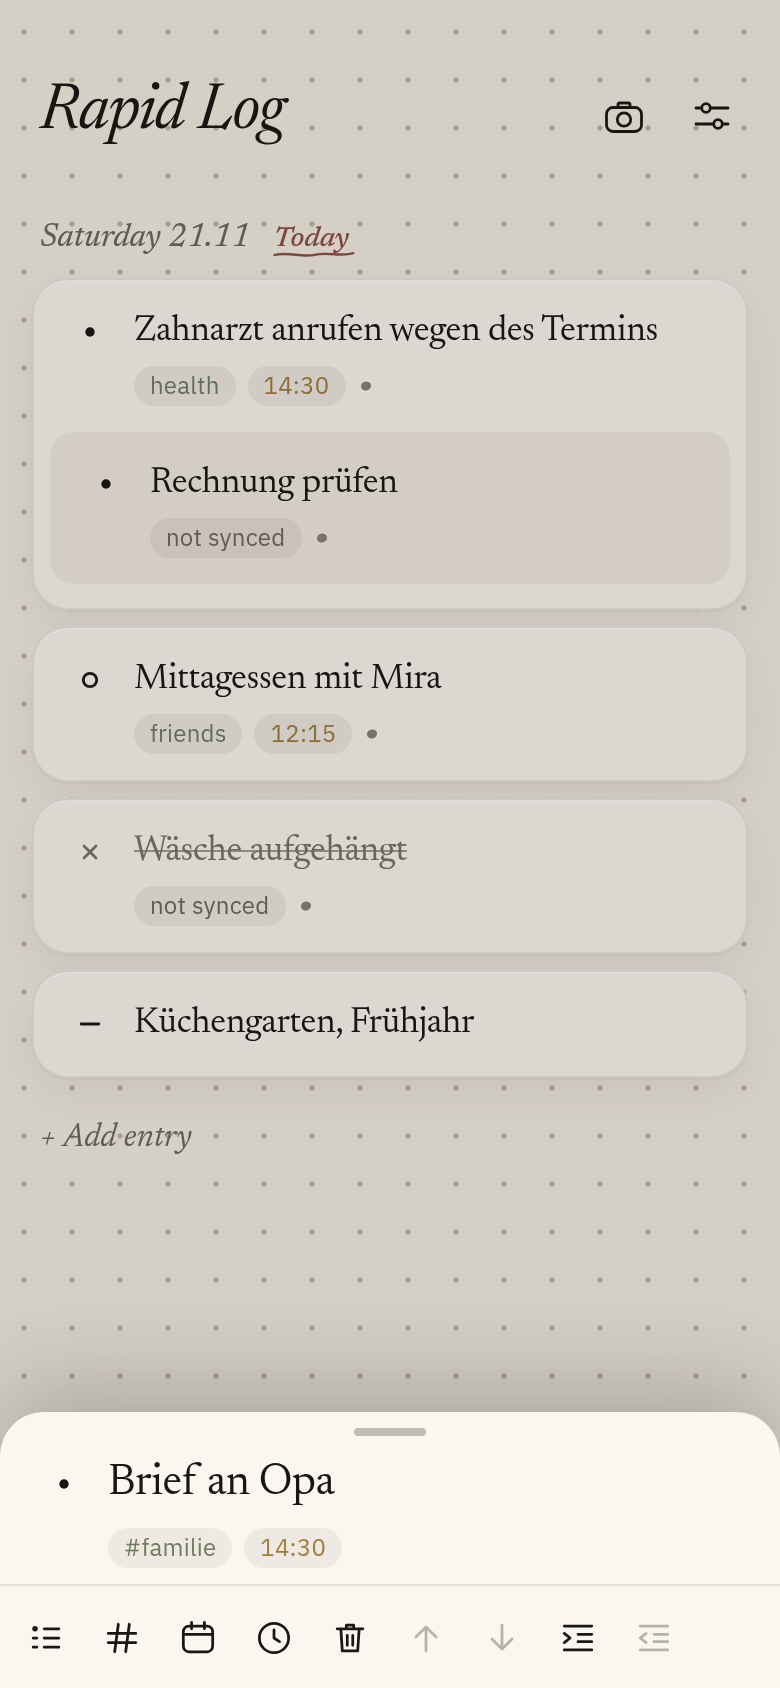 Rapid Log
Saturday 21.11 Today
Zahnarzt anrufen wegen des Termins
health 14:30
Rechnung prüfen
not synced
Mittagessen mit Mira
friends 12:15
Wäsche aufgehängt
not synced
Küchengarten, Frühjahr
+ Add entry
Brief an Opa
#familie 14:30